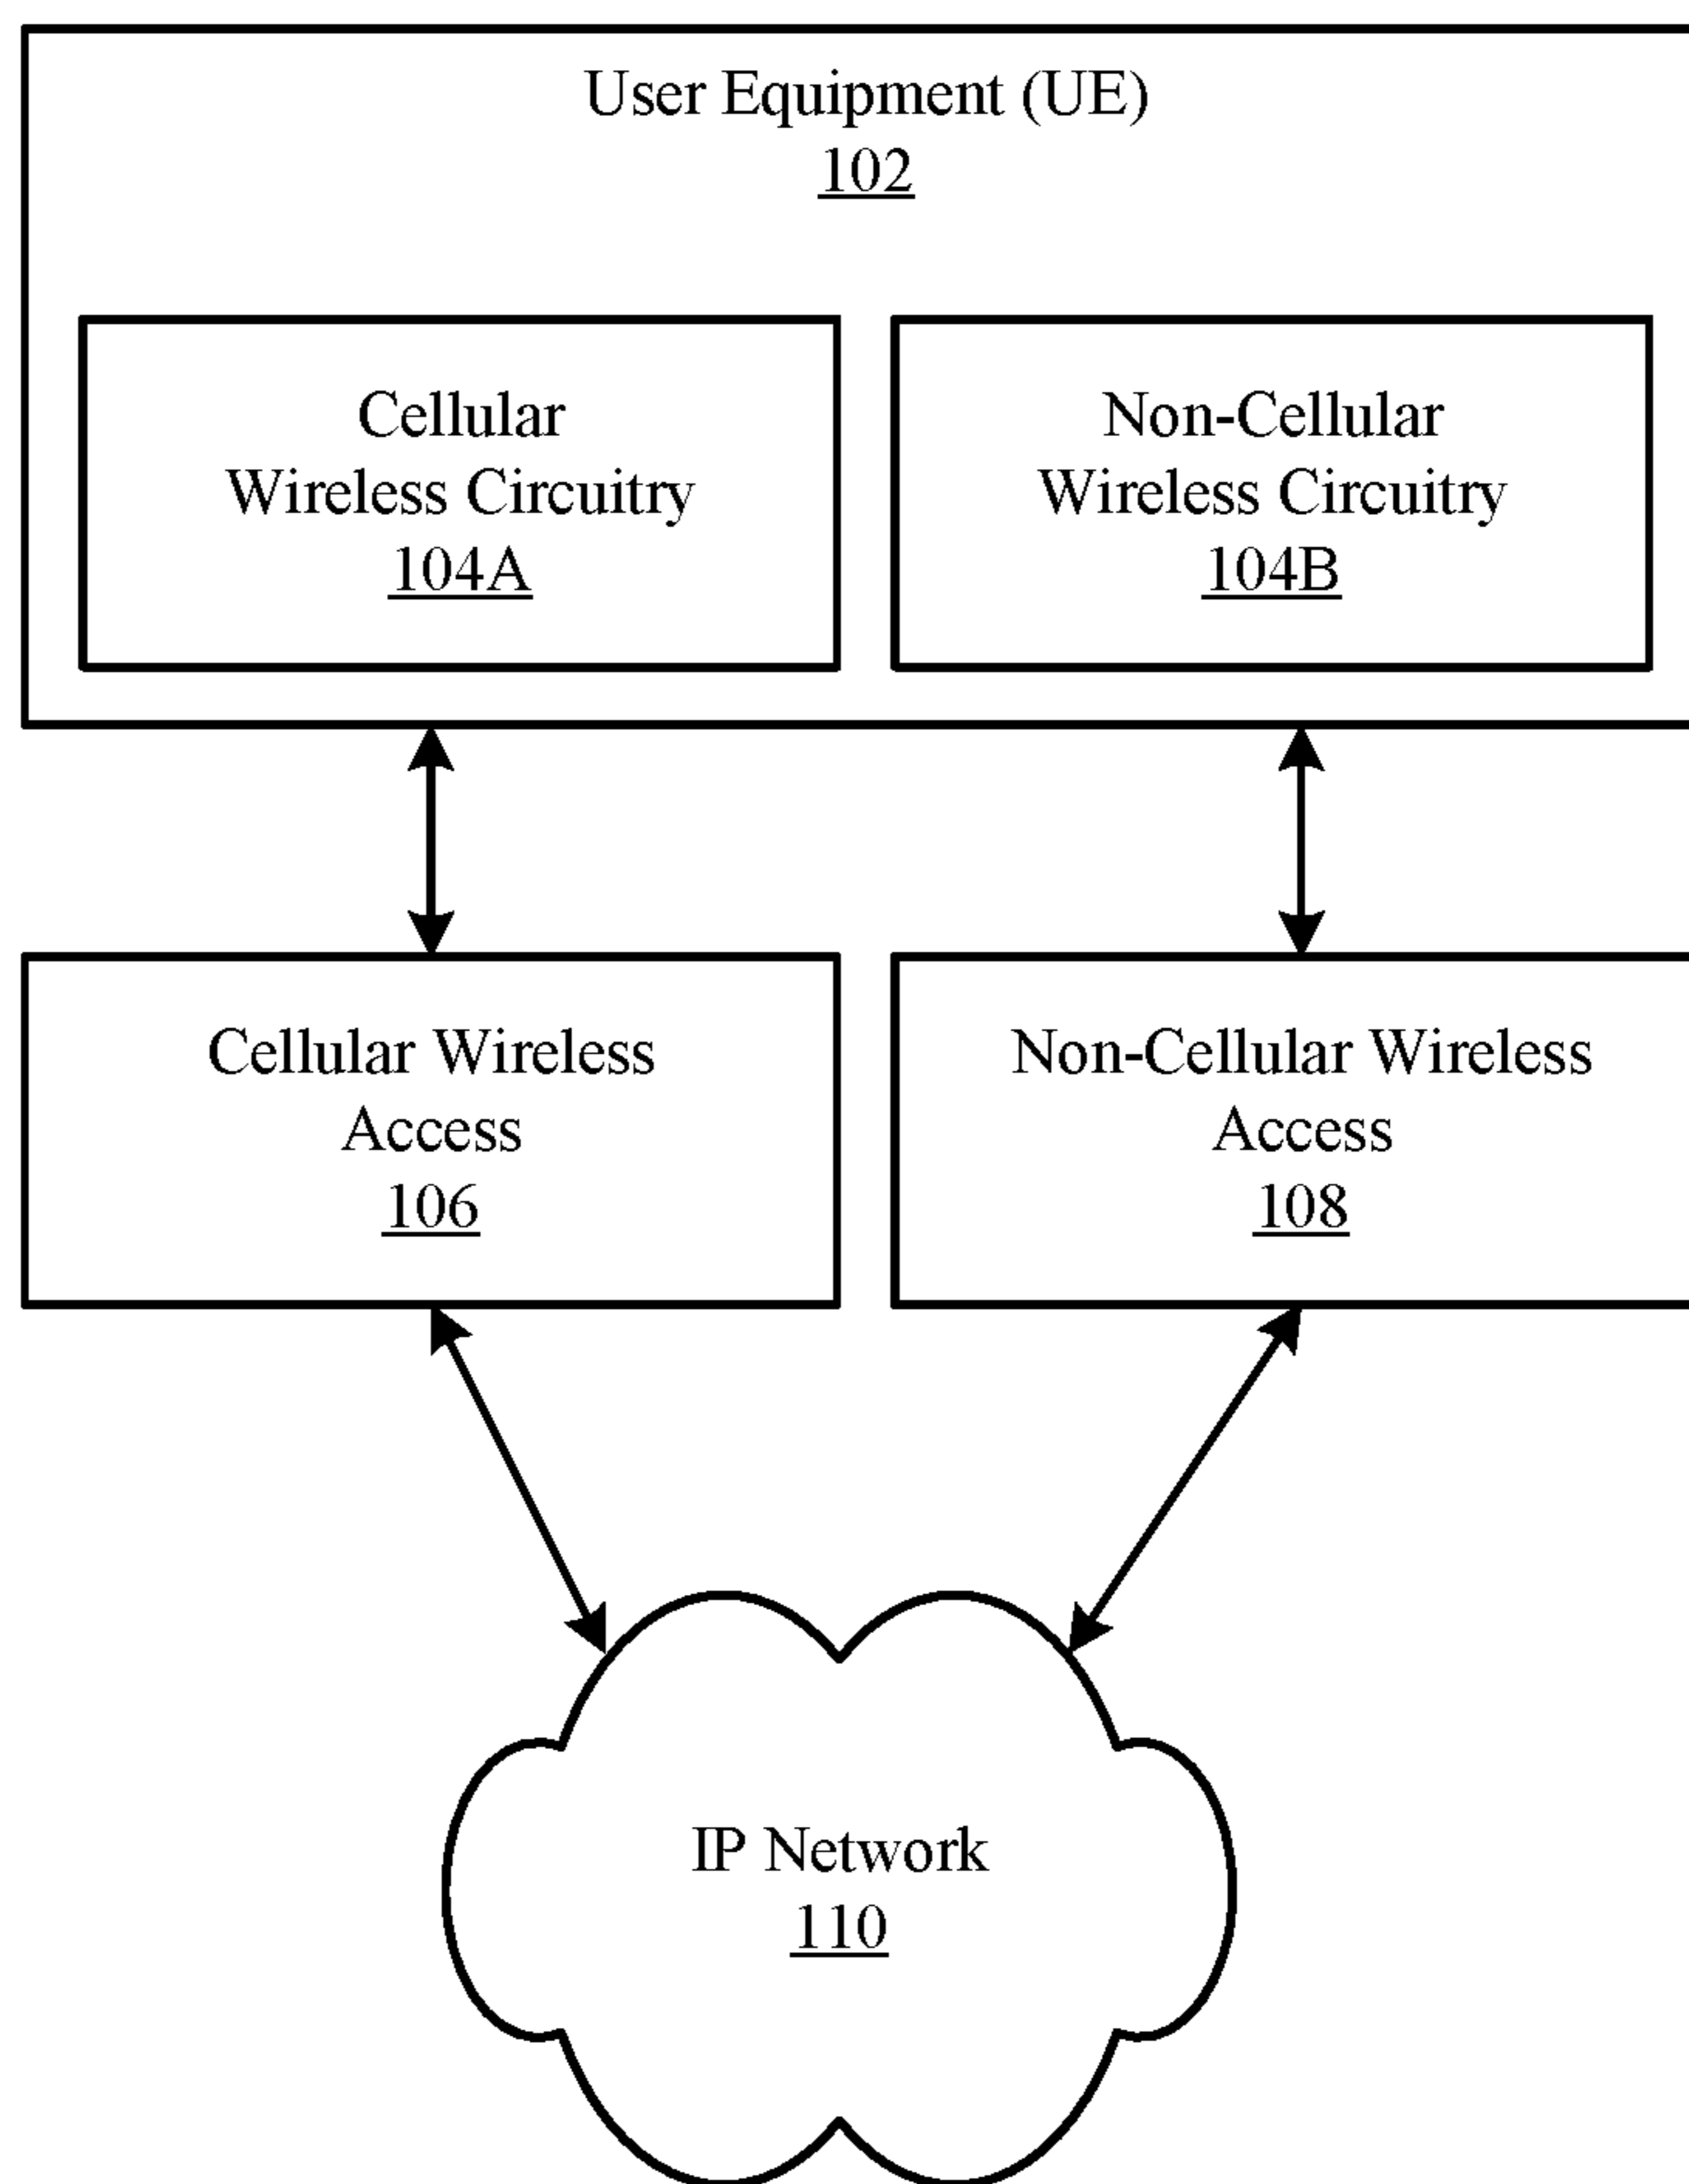 User Equipment (UE)
102
Cellular
Wireless Circuitry
104A
Non-Cellular
Wireless Circuitry
104B
Cellular Wireless
Access
106
Non-Cellular Wireless
Access
108
IP Network
110